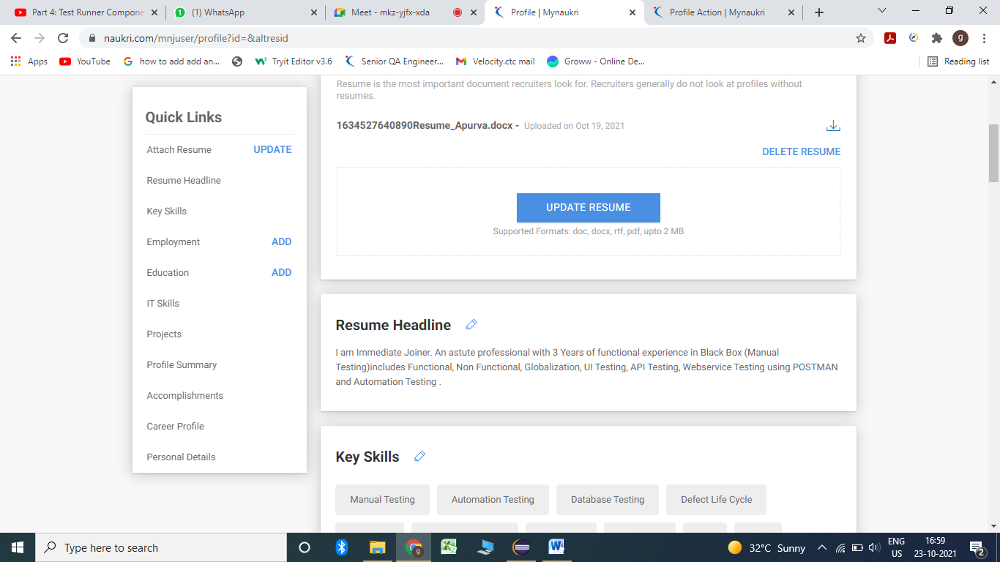 Part 4: Test Runner Compone
(1) WhatsApp
Meet - mkz-yjfx-xda
Profile | Mynaukri
Profile Action | Mynaukri
naukri.com/mnjuser/profile?id=&altresid
g
Apps
YouTube
how to add add an...
Tryit Editor v3.6
Senior QA Engineer...
Velocity.ctc mail
Groww - Online De...
Reading list
Quick Links
Attach Resume UPDATE
Resume Headline
Key Skills
Employment ADD
Education ADD
IT Skills
Projects
Profile Summary
Accomplishments
Career Profile
Personal Details
Resume is the most important document recruiters look for. Recruiters generally do not look at profiles without
resumes.
1634527640890Resume_Apurva.docx - Uploaded on Oct 19, 2021
DELETE RESUME
UPDATE RESUME
Supported Formats: doc, docx, rtf, pdf, upto 2 MB
Resume Headline
I am Immediate Joiner. An astute professional with 3 Years of functional experience in Black Box (Manual
Testing)includes Functional, Non Functional, Globalization, UI Testing, API Testing, Webservice Testing using POSTMAN
and Automation Testing .
Key Skills
Manual Testing Automation Testing Database Testing Defect Life Cycle
Type here to search
32°C Sunny
ENG
US
16:59
23-10-2021
2